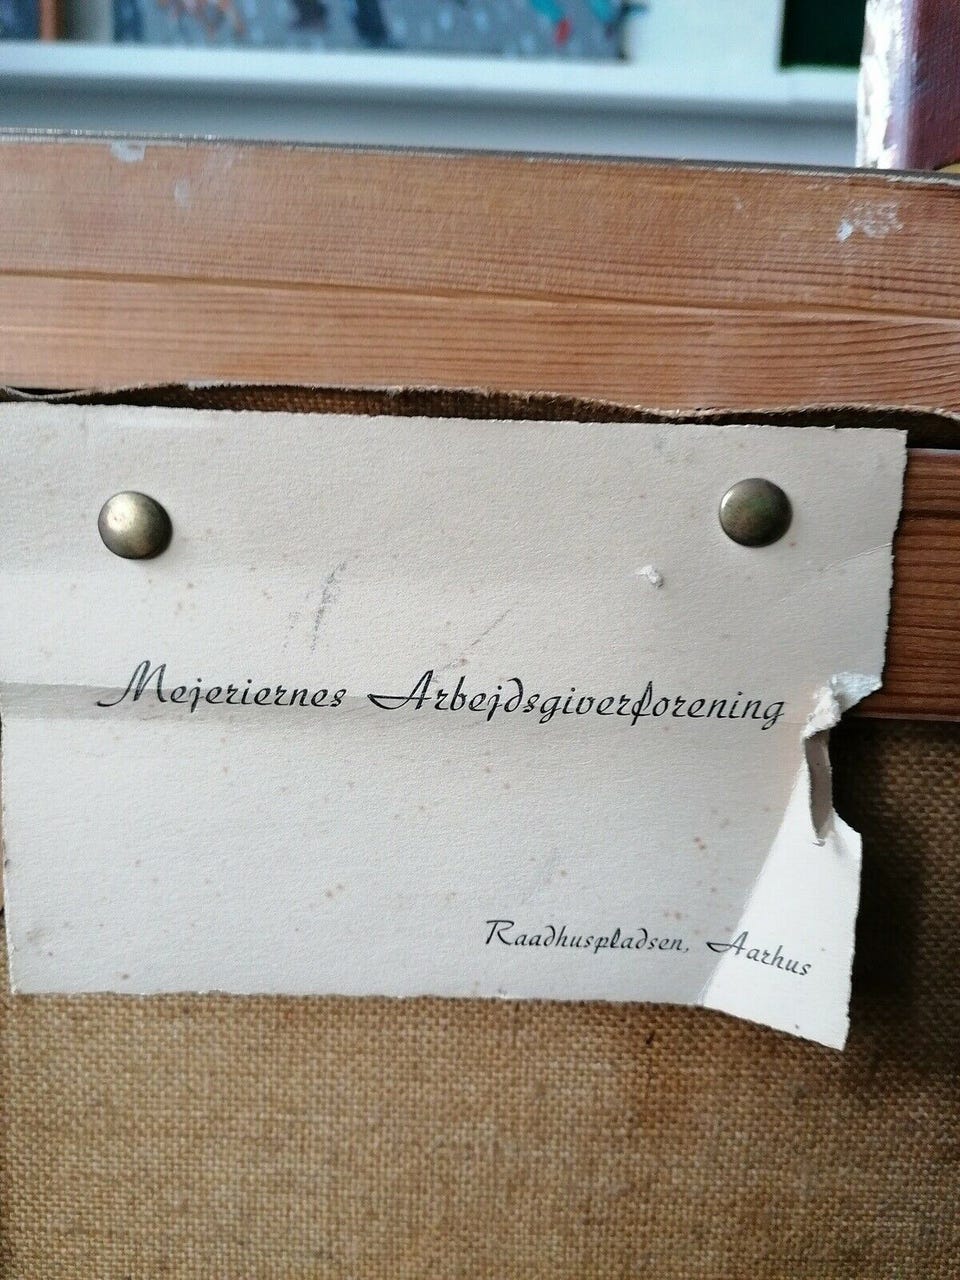 Mejeriernes Arbejdsgiverforening
Raadhuspladsen, Aarhus